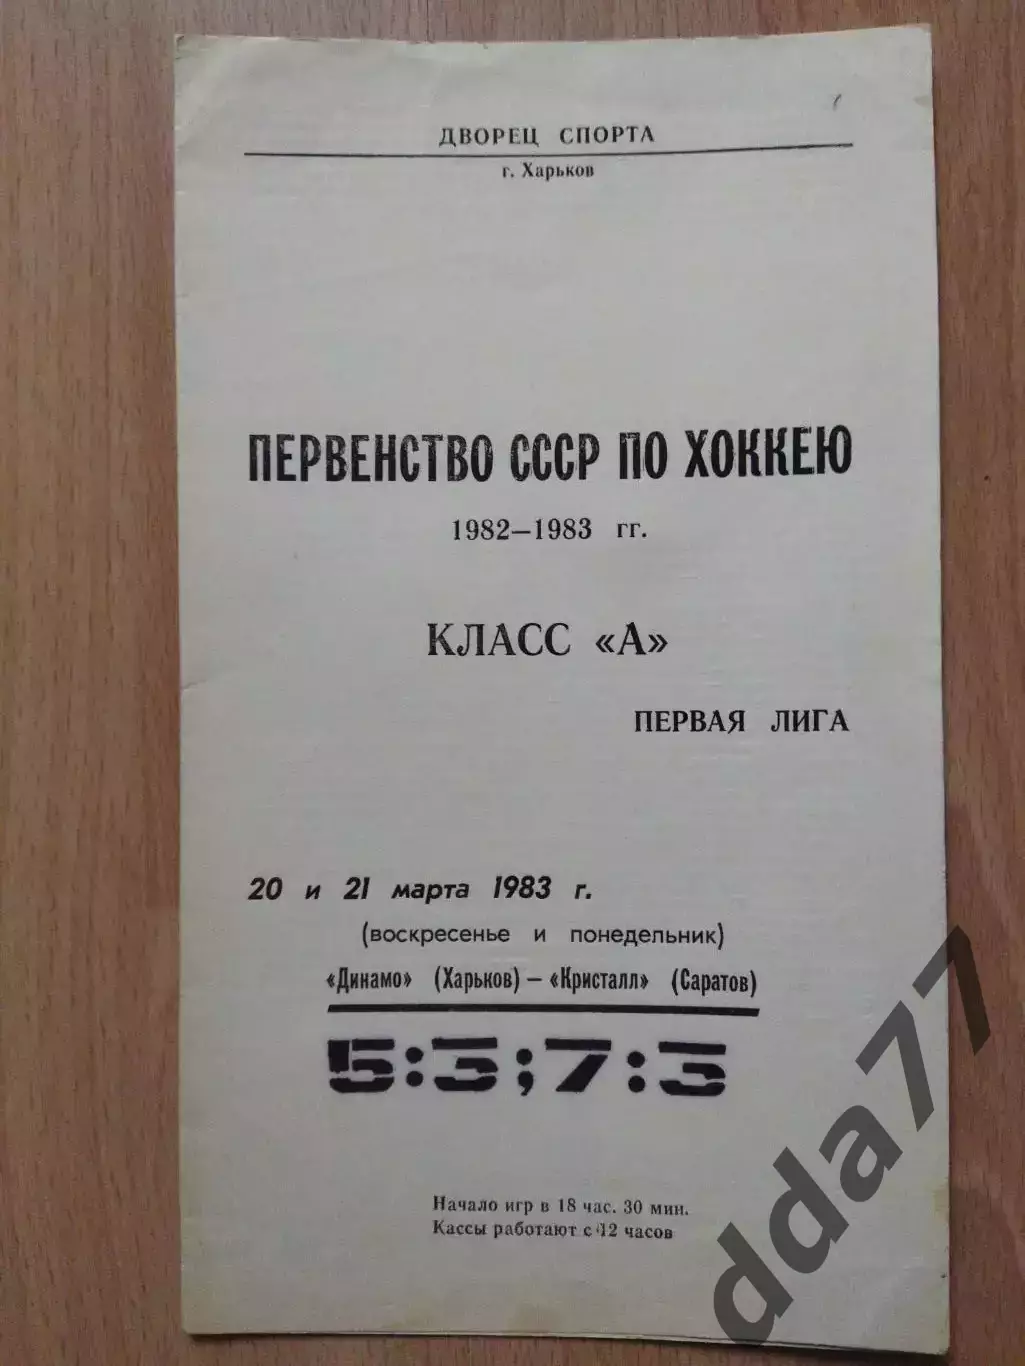 ДВОРЕЦ СПОРТА
г. Харьков
ПЕРВЕНСТВО СССР ПО ХОККЕЮ
1982—1983 гг.
КЛАСС «А»
ПЕРВАЯ ЛИГА
20 и 21 марта 1983 г.
(воскресенье и понедельник)
«Динамо» (Харьков) — «Кристалл» (Саратов)
5:3;7:3
Начало игр в 18 час. 30 мин.
Кассы работают с 12 часов
dda77